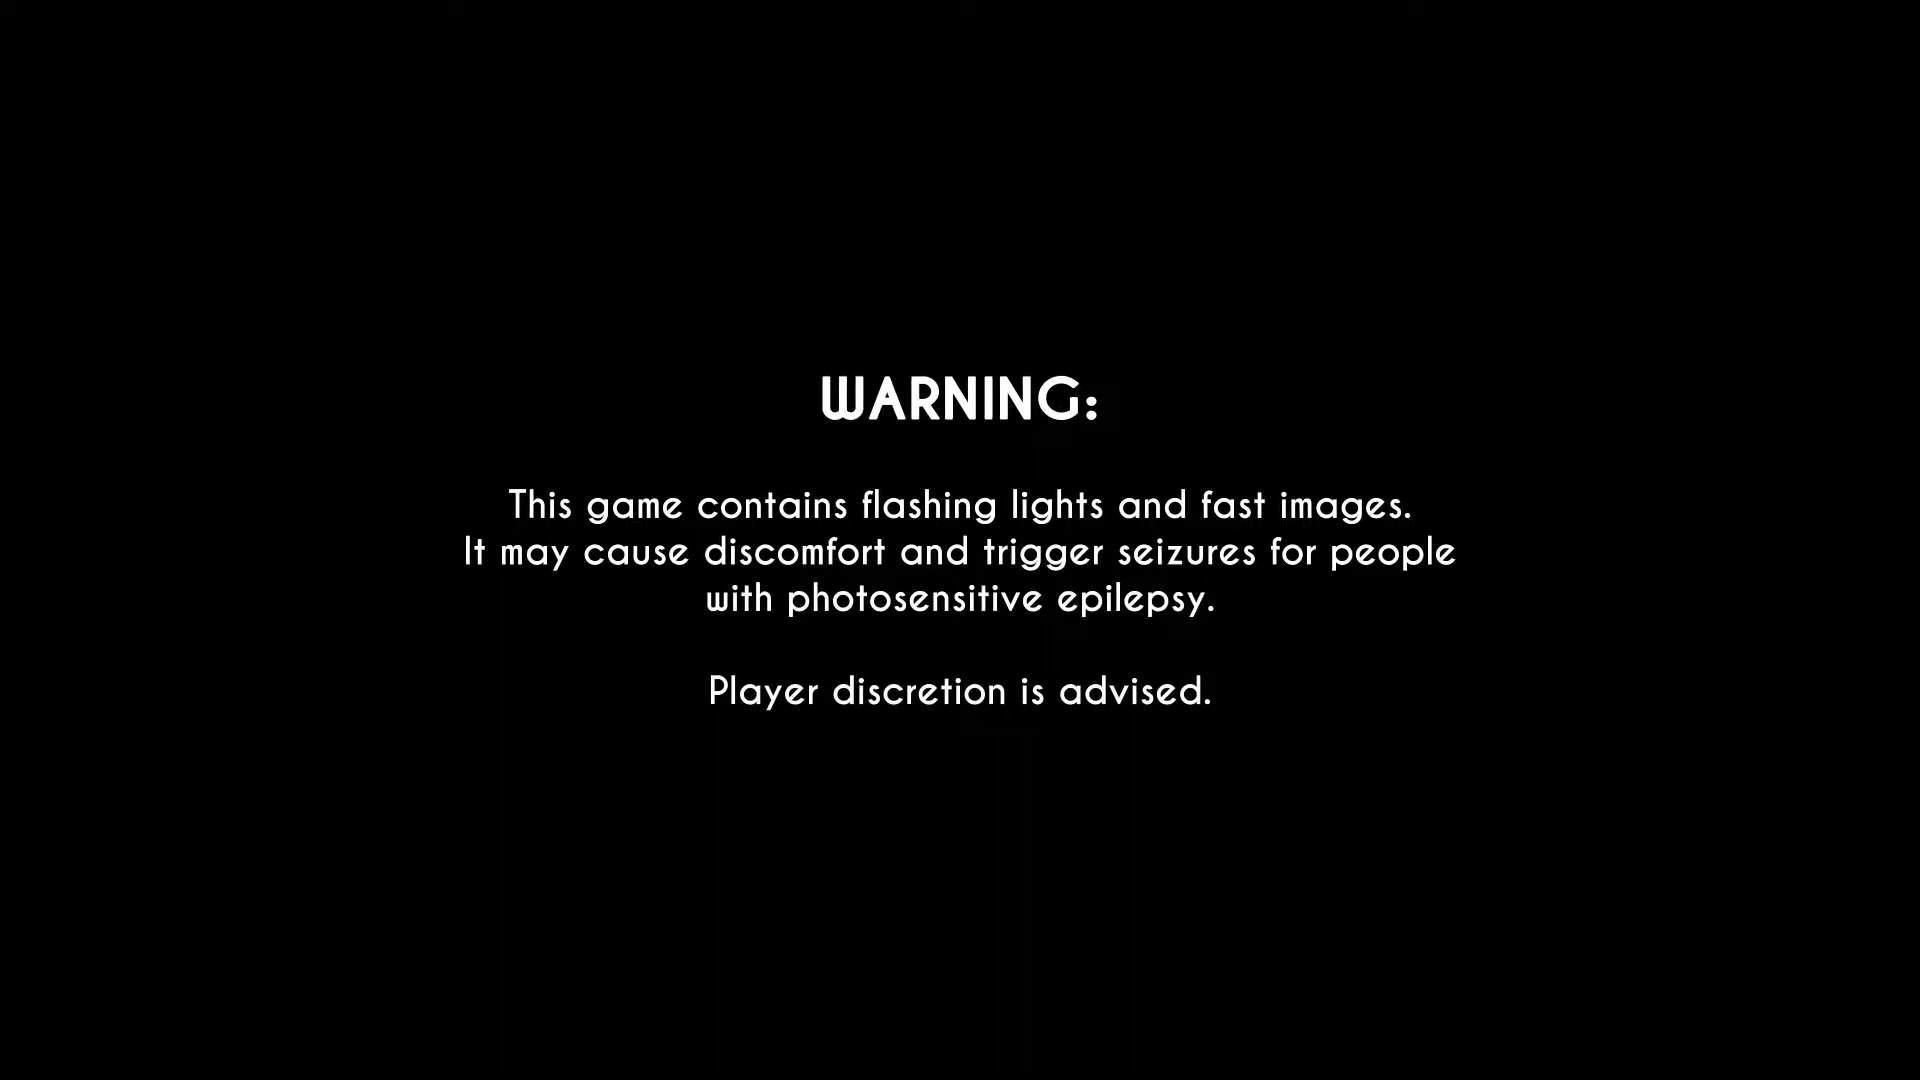 WARNING:
This game contains flashing lights and fast images.
It may cause discomfort and trigger seizures for people
with photosensitive epilepsy.
Player discretion is advised.